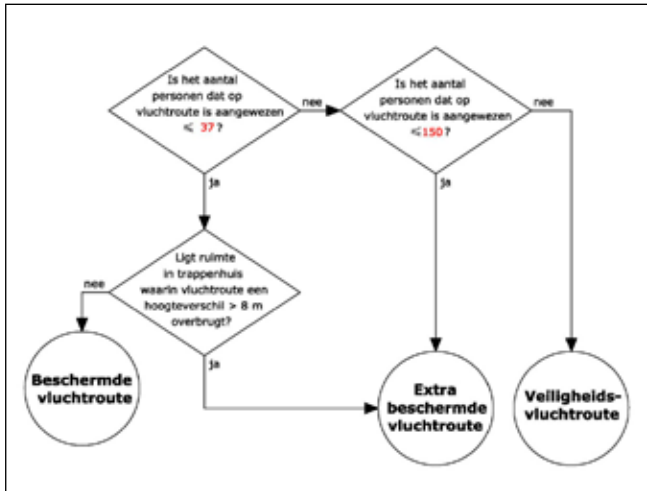 Is het aantal
personen dat op
vluchtroute is aangewezen
≤ 37?
nee
Is het aantal
personen dat op
vluchtroute is aangewezen
≤150?
nee
ja
ja
Ligt ruimte
in trappenhuis
waarin vluchtroute een
hoogteverschil > 8 m
overbrugt?
nee
ja
Beschermde
vluchtroute
Extra
beschermde
vluchtroute
Veiligheids-
vluchtroute